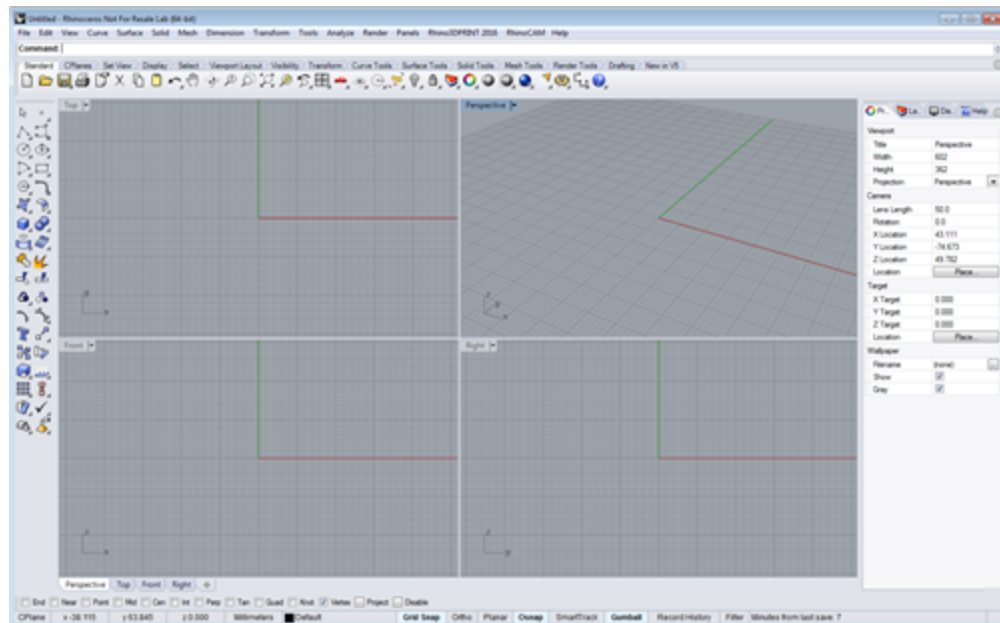 Untitled - Rhinoceros Not For Resale Lab (64-bit)
File Edit View Curve Surface Solid Mesh Dimension Transform Tools Analyze Render Panels Rhino3DPRINT 2016 RhinoCAM Help
Command:
Standard CPlanes Set View Display Select Viewport Layout Visibility Transform Curve Tools Surface Tools Solid Tools Mesh Tools Render Tools Drafting New in V5
Top
Perspective
Front
Right
Pr... La... Dis... Help
Viewport
Title Perspective
Width 602
Height 362
Projection Perspective
Camera
Lens Length 50.0
Rotation 0.0
X Location 43.111
Y Location -74.673
Z Location 49.782
Location Place...
Target
X Target 0.000
Y Target 0.000
Z Target 0.000
Location Place...
Wallpaper
Filename (none)
Show
Gray
Perspective Top Front Right
End Near Point Mid Cen Int Perp Tan Quad Knot Vertex Project Disable
CPlane x -38.115 y 63.845 z 0.000 Millimeters Default Grid Snap Ortho Planar Osnap SmartTrack Gumball Record History Filter Minutes from last save: 7